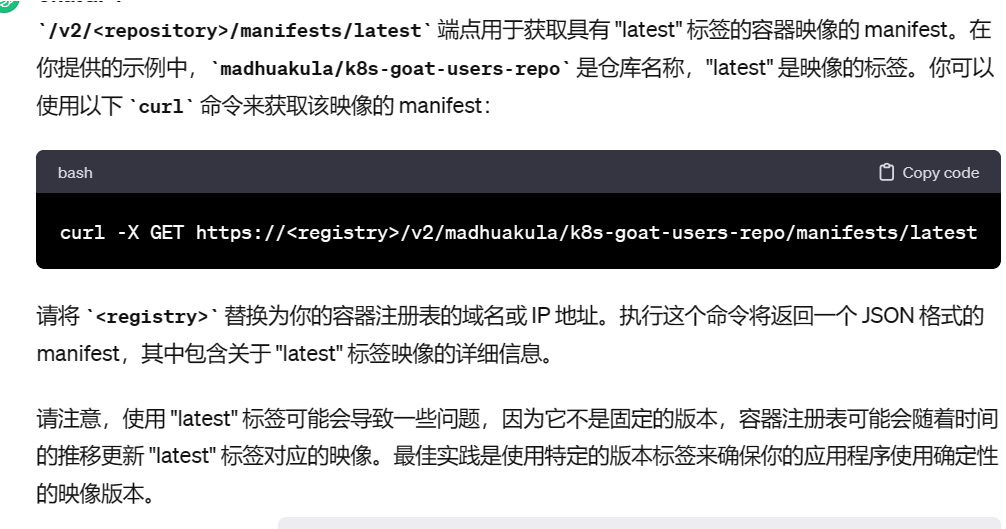 `/v2/<repository>/manifests/latest` 端点用于获取具有 "latest" 标签的容器映像的 manifest。在
你提供的示例中，`madhuakula/k8s-goat-users-repo` 是仓库名称，"latest" 是映像的标签。你可以
使用以下 `curl` 命令来获取该映像的 manifest：
bash
Copy code
curl -X GET https://<registry>/v2/madhuakula/k8s-goat-users-repo/manifests/latest
请将 `<registry>` 替换为你的容器注册表的域名或 IP 地址。执行这个命令将返回一个 JSON 格式的
manifest，其中包含关于 "latest" 标签映像的详细信息。
请注意，使用 "latest" 标签可能会导致一些问题，因为它不是固定的版本，容器注册表可能会随着时间
的推移更新 "latest" 标签对应的映像。最佳实践是使用特定的版本标签来确保你的应用程序使用确定性
的映像版本。